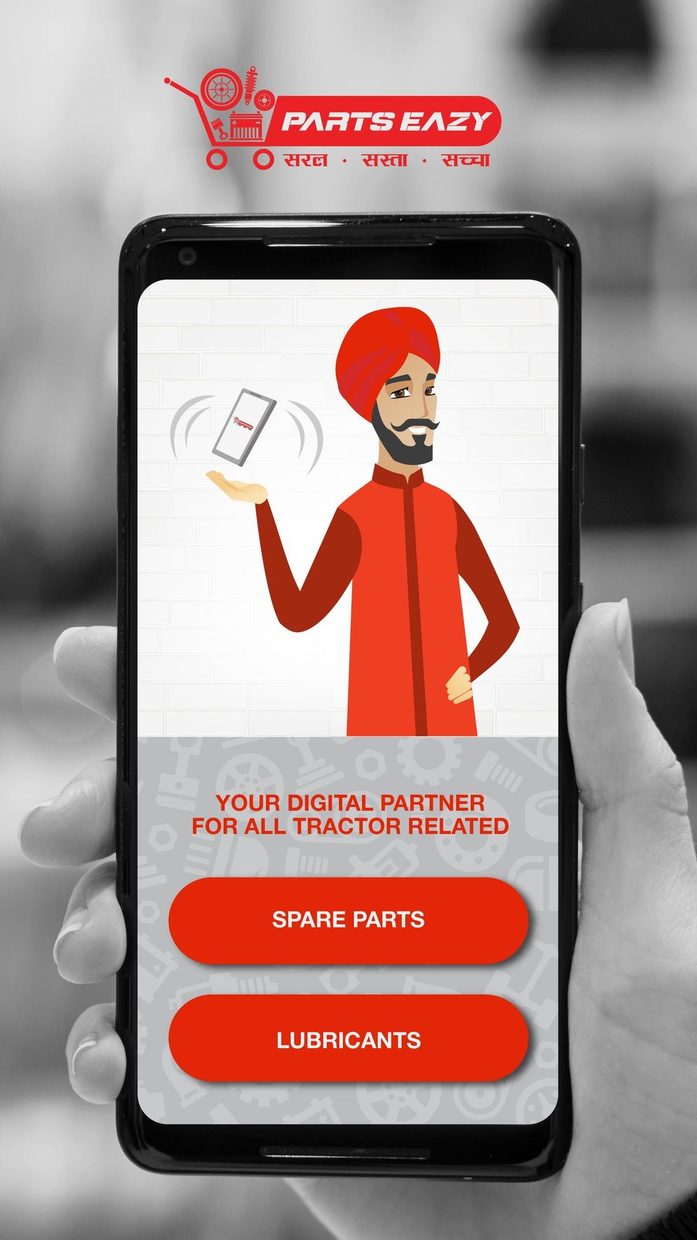 PARTS EAZY
सरल · सस्ता · सच्चा
YOUR DIGITAL PARTNER
FOR ALL TRACTOR RELATED
SPARE PARTS
LUBRICANTS